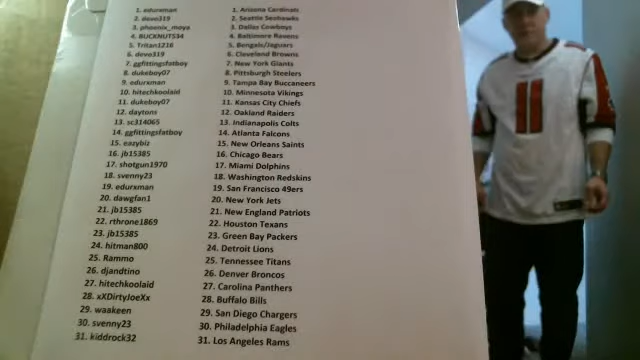 1. edurxman 1. Arizona Cardinals
2. devo319 2. Seattle Seahawks
3. phoenix_moya 3. Dallas Cowboys
4. BUCKNUT534 4. Baltimore Ravens
5. Tritan1216 5. Bengals/Jaguars
6. devo319 6. Cleveland Browns
7. ggfittingsfatboy 7. New York Giants
8. dukeboy07 8. Pittsburgh Steelers
9. edurxman 9. Tampa Bay Buccaneers
10. hitechkoolaid 10. Minnesota Vikings
11. dukeboy07 11. Kansas City Chiefs
12. daytons 12. Oakland Raiders
13. sc314065 13. Indianapolis Colts
14. ggfittingsfatboy 14. Atlanta Falcons
15. eazybiz 15. New Orleans Saints
16. jb15385 16. Chicago Bears
17. shotgun1970 17. Miami Dolphins
18. svenny23 18. Washington Redskins
19. edurxman 19. San Francisco 49ers
20. dawgfan1 20. New York Jets
21. jb15385 21. New England Patriots
22. rthrone1869 22. Houston Texans
23. jb15385 23. Green Bay Packers
24. hitman800 24. Detroit Lions
25. Rammo 25. Tennessee Titans
26. djandtino 26. Denver Broncos
27. hitechkoolaid 27. Carolina Panthers
28. xXDirtyJoeXx 28. Buffalo Bills
29. waakeen 29. San Diego Chargers
30. svenny23 30. Philadelphia Eagles
31. kiddrock32 31. Los Angeles Rams
11